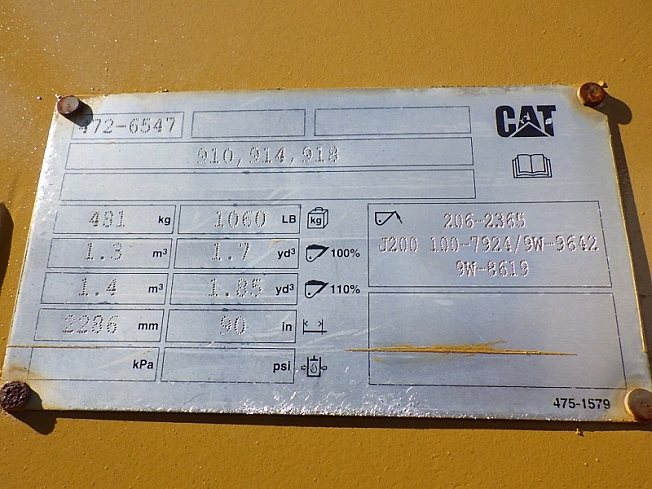 472-6547
CAT
910,914,918
481 kg 1060 LB kg
206-2365
1.3 m³ 1.7 yd³ 100%
J200 100-7924/9W-9642
9W-8619
1.4 m³ 1.85 yd³ 110%
2286 mm 90 in
kPa psi
475-1579